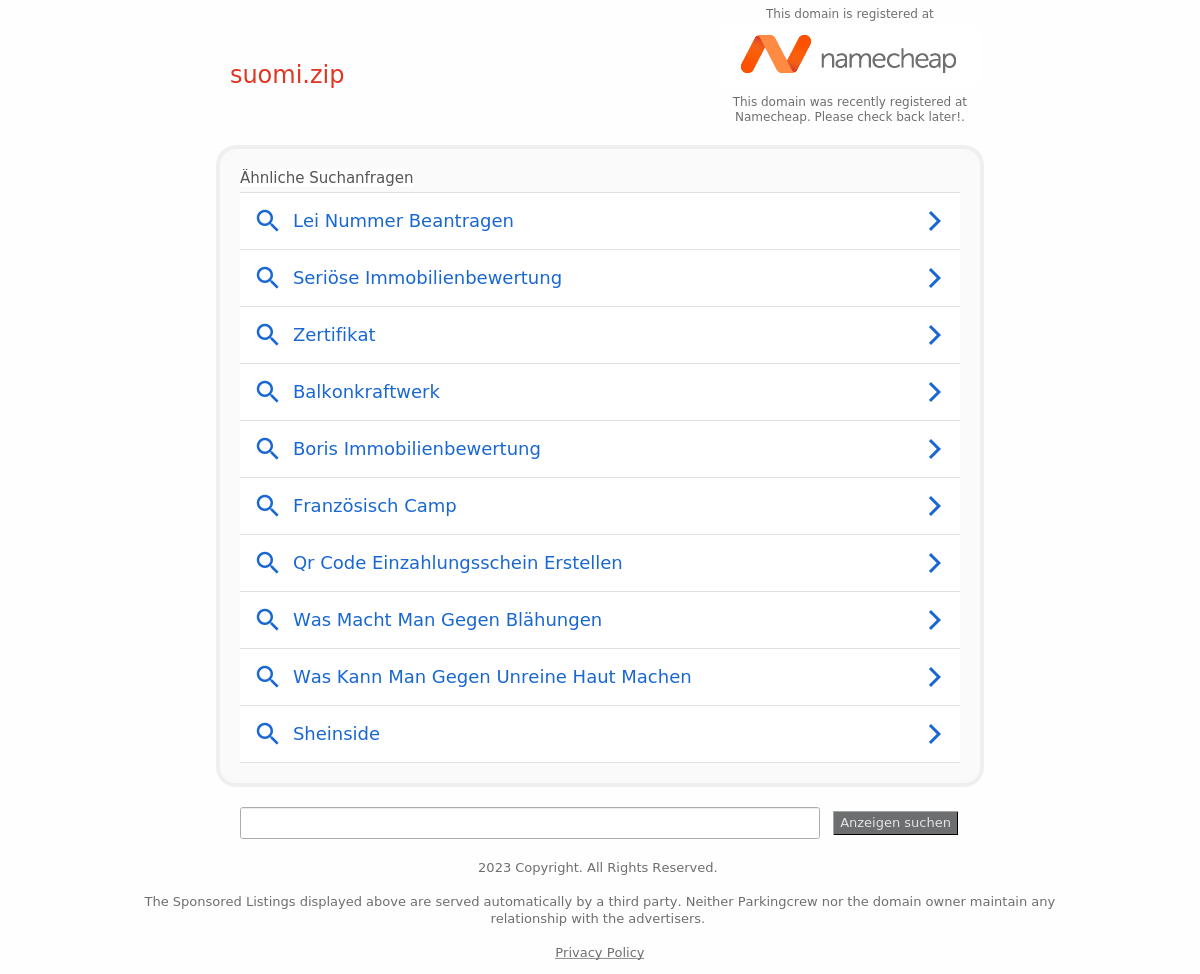 This domain is registered at
suomi.zip
namecheap
This domain was recently registered at
Namecheap. Please check back later!.
Ähnliche Suchanfragen
Lei Nummer Beantragen
Seriöse Immobilienbewertung
Zertifikat
Balkonkraftwerk
Boris Immobilienbewertung
Französisch Camp
Qr Code Einzahlungsschein Erstellen
Was Macht Man Gegen Blähungen
Was Kann Man Gegen Unreine Haut Machen
Sheinside
Anzeigen suchen
2023 Copyright. All Rights Reserved.
The Sponsored Listings displayed above are served automatically by a third party. Neither Parkingcrew nor the domain owner maintain any
relationship with the advertisers.
Privacy Policy